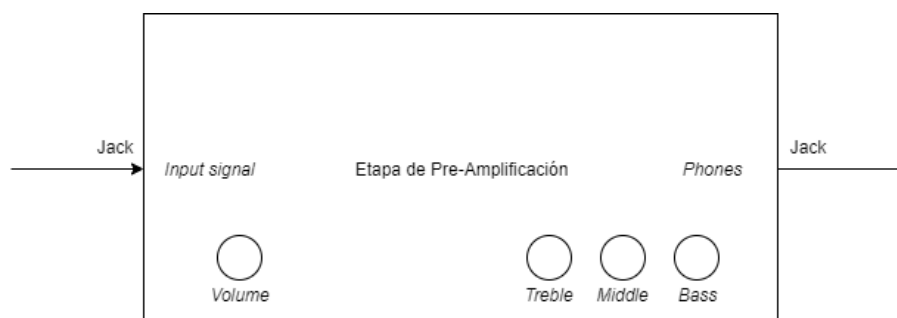 Jack
Jack
Input signal
Etapa de Pre-Amplificación
Phones
Volume
Treble
Middle
Bass